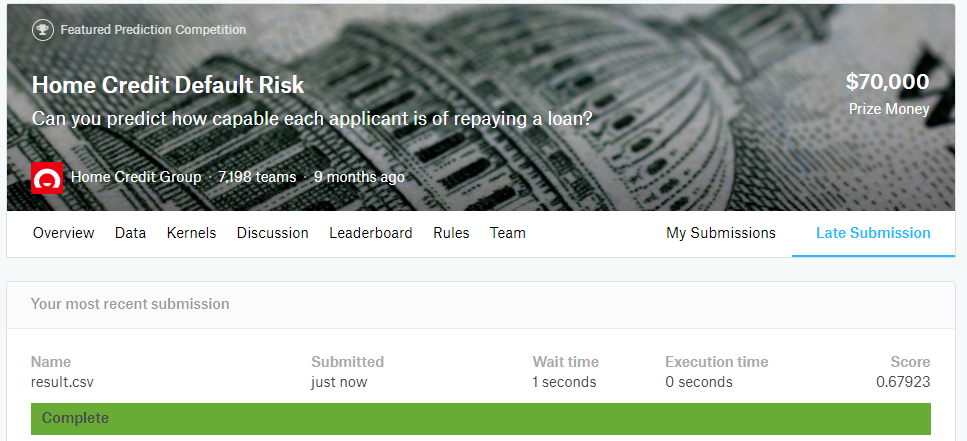 Featured Prediction Competition
Home Credit Default Risk
$70,000
Can you predict how capable each applicant is of repaying a loan?
Prize Money
Home Credit Group · 7,198 teams · 9 months ago
Overview Data Kernels Discussion Leaderboard Rules Team My Submissions Late Submission
Your most recent submission
Name Submitted Wait time Execution time Score
result.csv just now 1 seconds 0 seconds 0.67923
Complete